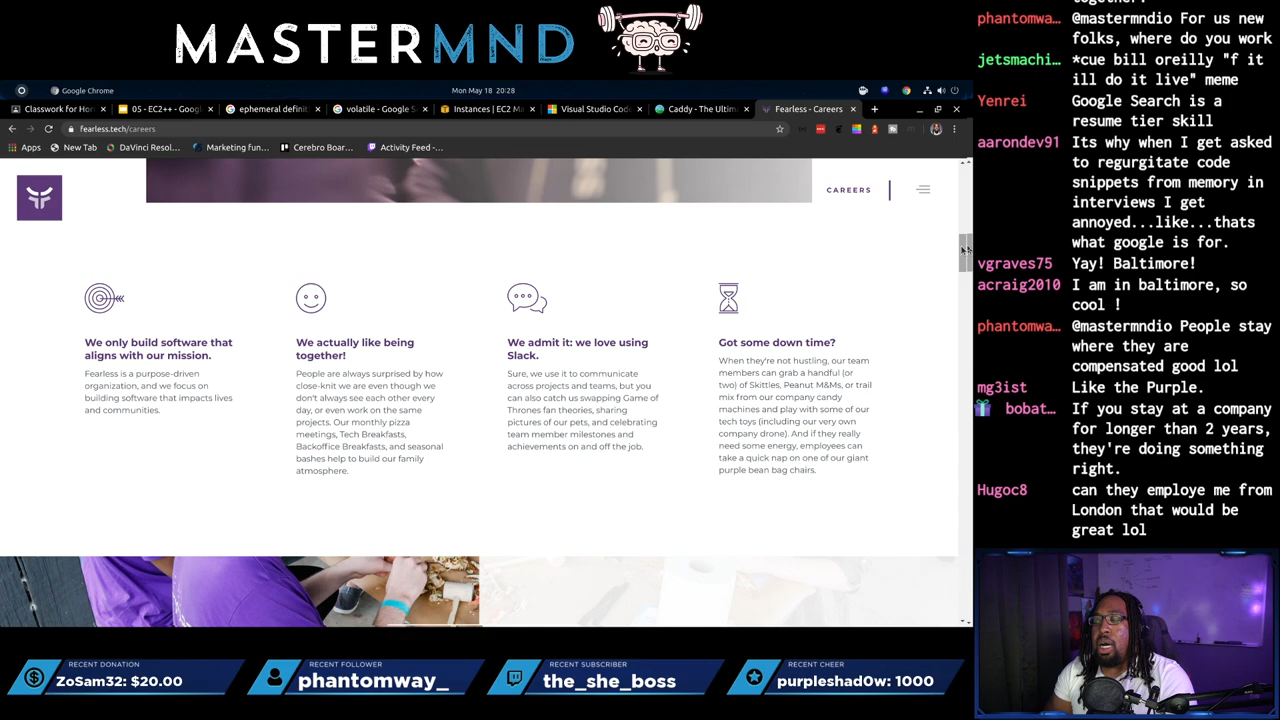 MASTERMND
Google Chrome
Mon May 18 20:28
Classwork for Hori
05 - EC2++ - Googl
ephemeral definit
volatile - Google S
Instances | EC2 Ma
Visual Studio Code
Caddy - The Ultima
Fearless - Careers
fearless.tech/careers
Apps
New Tab
DaVinci Resol...
Marketing fun...
Cerebro Boar...
Activity Feed -...
CAREERS
We only build software that
aligns with our mission.
Fearless is a purpose-driven
organization, and we focus on
building software that impacts lives
and communities.
We actually like being
together!
People are always surprised by how
close-knit we are even though we
don't always see each other every
day, or even work on the same
projects. Our monthly pizza
meetings, Tech Breakfasts,
Backoffice Breakfasts, and seasonal
bashes help to build our family
atmosphere.
We admit it: we love using
Slack.
Sure, we use it to communicate
across projects and teams, but you
can also catch us swapping Game of
Thrones fan theories, sharing
pictures of our pets, and celebrating
team member milestones and
achievements on and off the job.
Got some down time?
When they're not hustling, our team
members can grab a handful (or
two) of Skittles, Peanut M&Ms, or trail
mix from our company candy
machines and play with some of our
tech toys (including our very own
company drone). And if they really
need some energy, employees can
take a quick nap on one of our giant
purple bean bag chairs.
phantomwa… @mastermndio For us new
folks, where do you work
jetsmachi… *cue bill oreilly "f it
ill do it live" meme
Yenrei Google Search is a
resume tier skill
aarondev91 Its why when I get asked
to regurgitate code
snippets from memory in
interviews I get
annoyed...like...thats
what google is for.
vgraves75 Yay! Baltimore!
acraig2010 I am in baltimore, so
cool !
phantomwa… @mastermndio People stay
where they are
compensated good lol
mg3ist Like the Purple.
bobat… If you stay at a company
for longer than 2 years,
they're doing something
right.
Hugoc8 can they employe me from
London that would be
great lol
RECENT DONATION
ZoSam32: $20.00
RECENT FOLLOWER
phantomway_
RECENT SUBSCRIBER
the_she_boss
RECENT CHEER
purpleshad0w: 1000